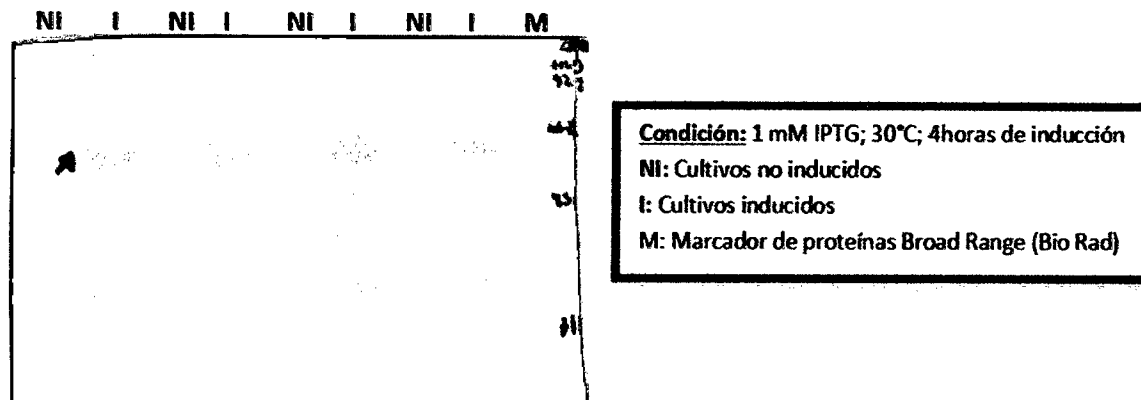 NI I NI I NI I NI I M
Condición: 1 mM IPTG; 30°C; 4horas de inducción
NI: Cultivos no inducidos
I: Cultivos inducidos
M: Marcador de proteínas Broad Range (Bio Rad)